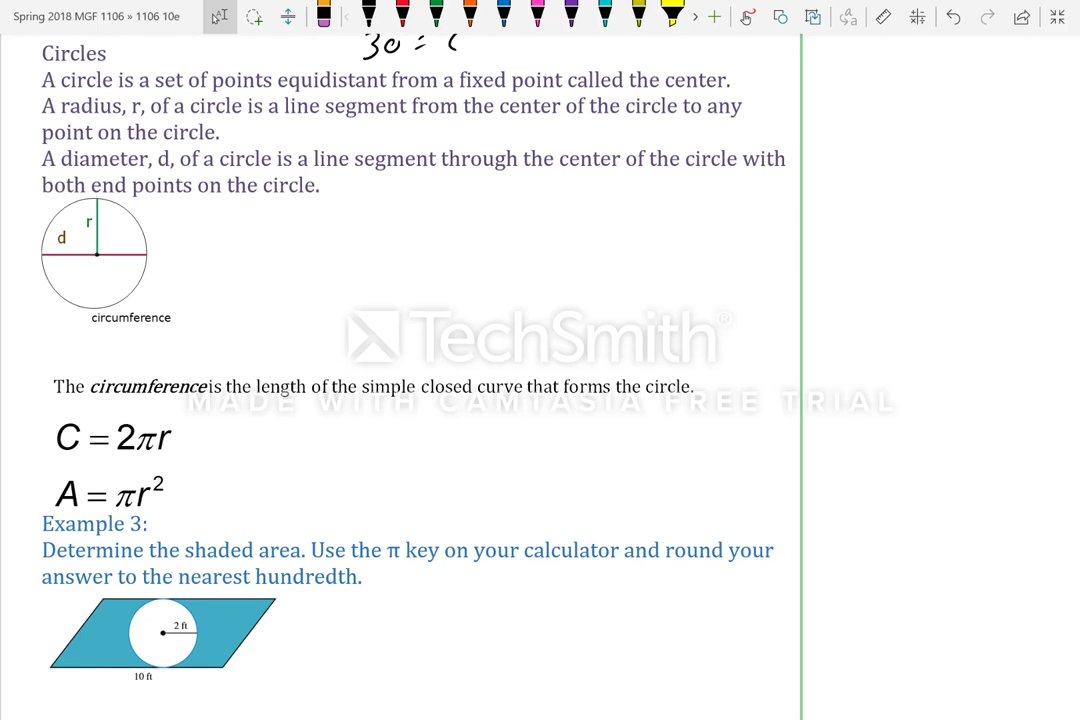 Spring 2018 MGF 1106 » 1106 10e
30 = (
Circles
A circle is a set of points equidistant from a fixed point called the center.
A radius, r, of a circle is a line segment from the center of the circle to any
point on the circle.
A diameter, d, of a circle is a line segment through the center of the circle with
both end points on the circle.
r
d
circumference
TechSmith®
The circumference is the length of the simple closed curve that forms the circle.
MADE WITH CAMTASIA FREE TRIAL
C = 2πr
A = πr²
Example 3:
Determine the shaded area. Use the π key on your calculator and round your
answer to the nearest hundredth.
2 ft
10 ft